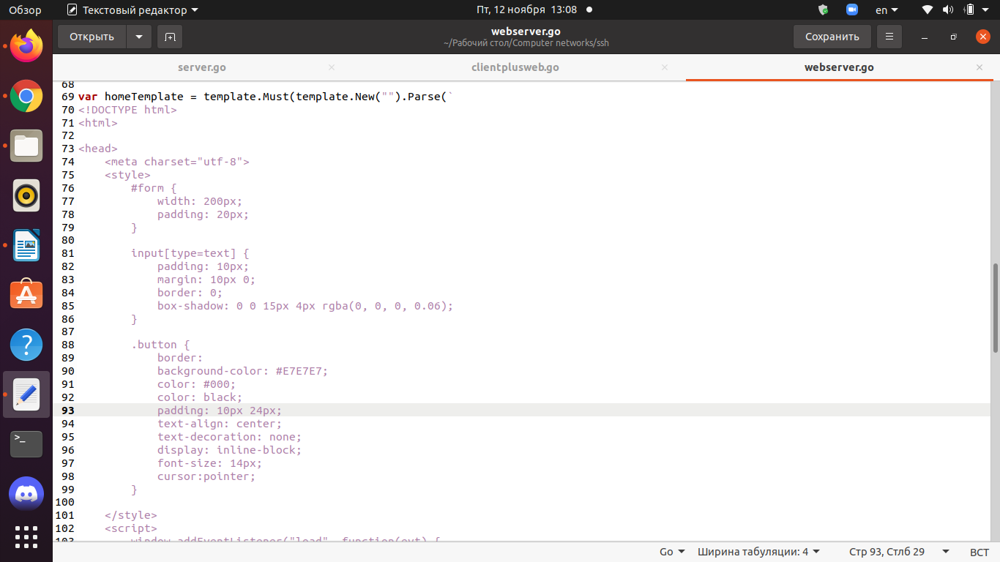 Обзор
Текстовый редактор
Пт, 12 ноября 13:08
en
Открыть
webserver.go
~/Рабочий стол/Computer networks/ssh
Сохранить
server.go
clientplusweb.go
webserver.go
68
69 var homeTemplate = template.Must(template.New("").Parse(`
70 <!DOCTYPE html>
71 <html>
72
73 <head>
74     <meta charset="utf-8">
75     <style>
76         #form {
77             width: 200px;
78             padding: 20px;
79         }
80
81         input[type=text] {
82             padding: 10px;
83             margin: 10px 0;
84             border: 0;
85             box-shadow: 0 0 15px 4px rgba(0, 0, 0, 0.06);
86         }
87
88         .button {
89             border:
90             background-color: #E7E7E7;
91             color: #000;
92             color: black;
93             padding: 10px 24px;
94             text-align: center;
95             text-decoration: none;
96             display: inline-block;
97             font-size: 14px;
98             cursor:pointer;
99         }
100
101     </style>
102     <script>
103         window.addEventListener("load", function(evt) {
Go
Ширина табуляции: 4
Стр 93, Стлб 29
ВСТ